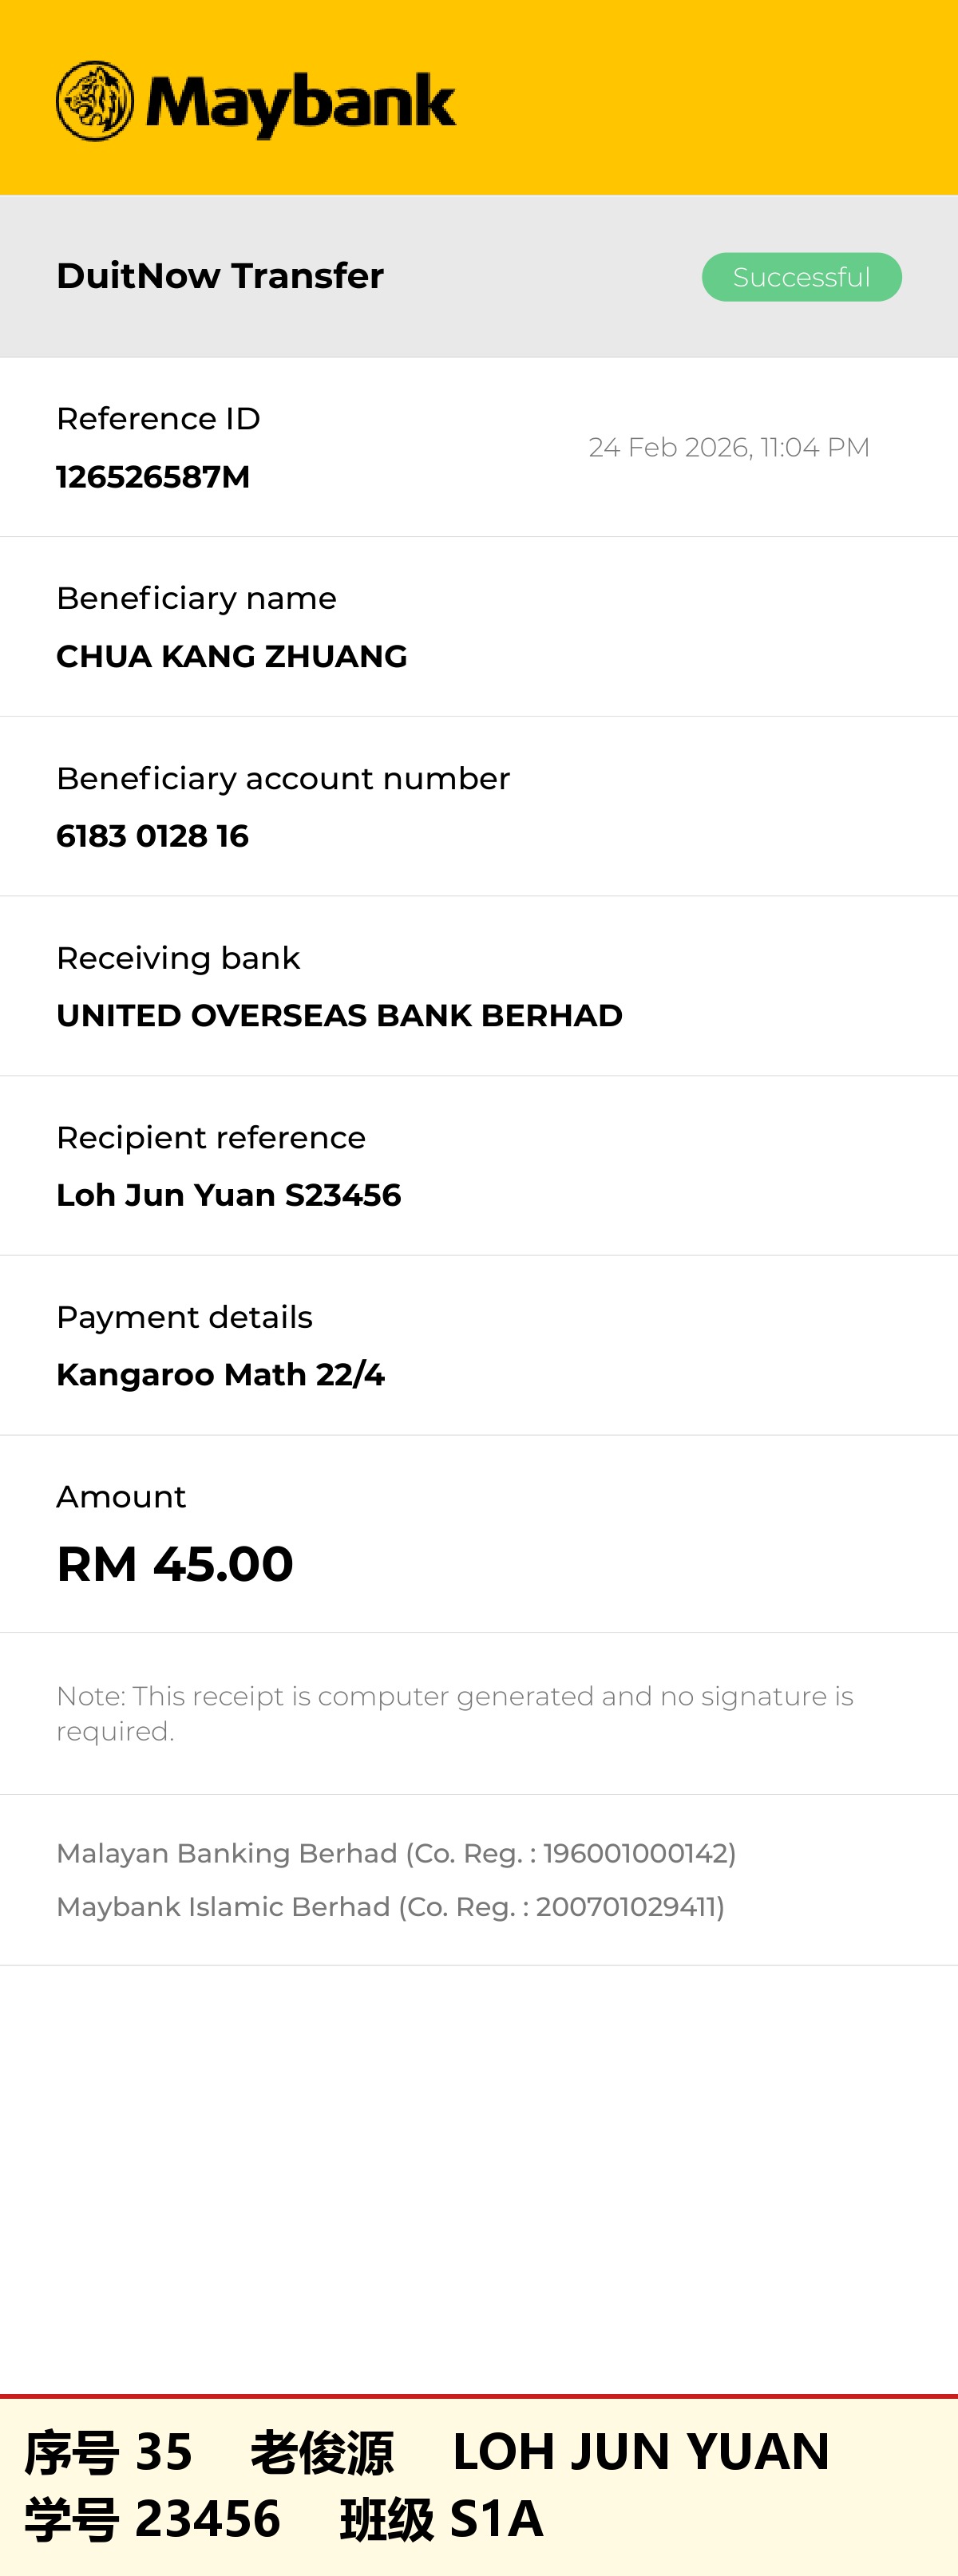 Maybank
DuitNow Transfer
Successful
Reference ID
126526587M
24 Feb 2026, 11:04 PM
Beneficiary name
CHUA KANG ZHUANG
Beneficiary account number
6183 0128 16
Receiving bank
UNITED OVERSEAS BANK BERHAD
Recipient reference
Loh Jun Yuan S23456
Payment details
Kangaroo Math 22/4
Amount
RM 45.00
Note: This receipt is computer generated and no signature is
required.
Malayan Banking Berhad (Co. Reg. : 196001000142)
Maybank Islamic Berhad (Co. Reg. : 200701029411)
序号 35 老俊源 LOH JUN YUAN
学号 23456 班级 S1A